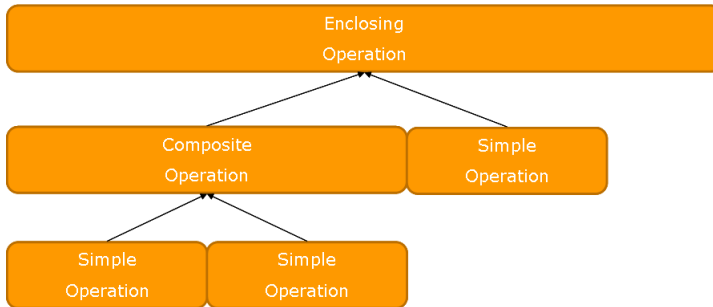 Enclosing
Operation
Composite
Operation
Simple
Operation
Simple
Operation
Simple
Operation